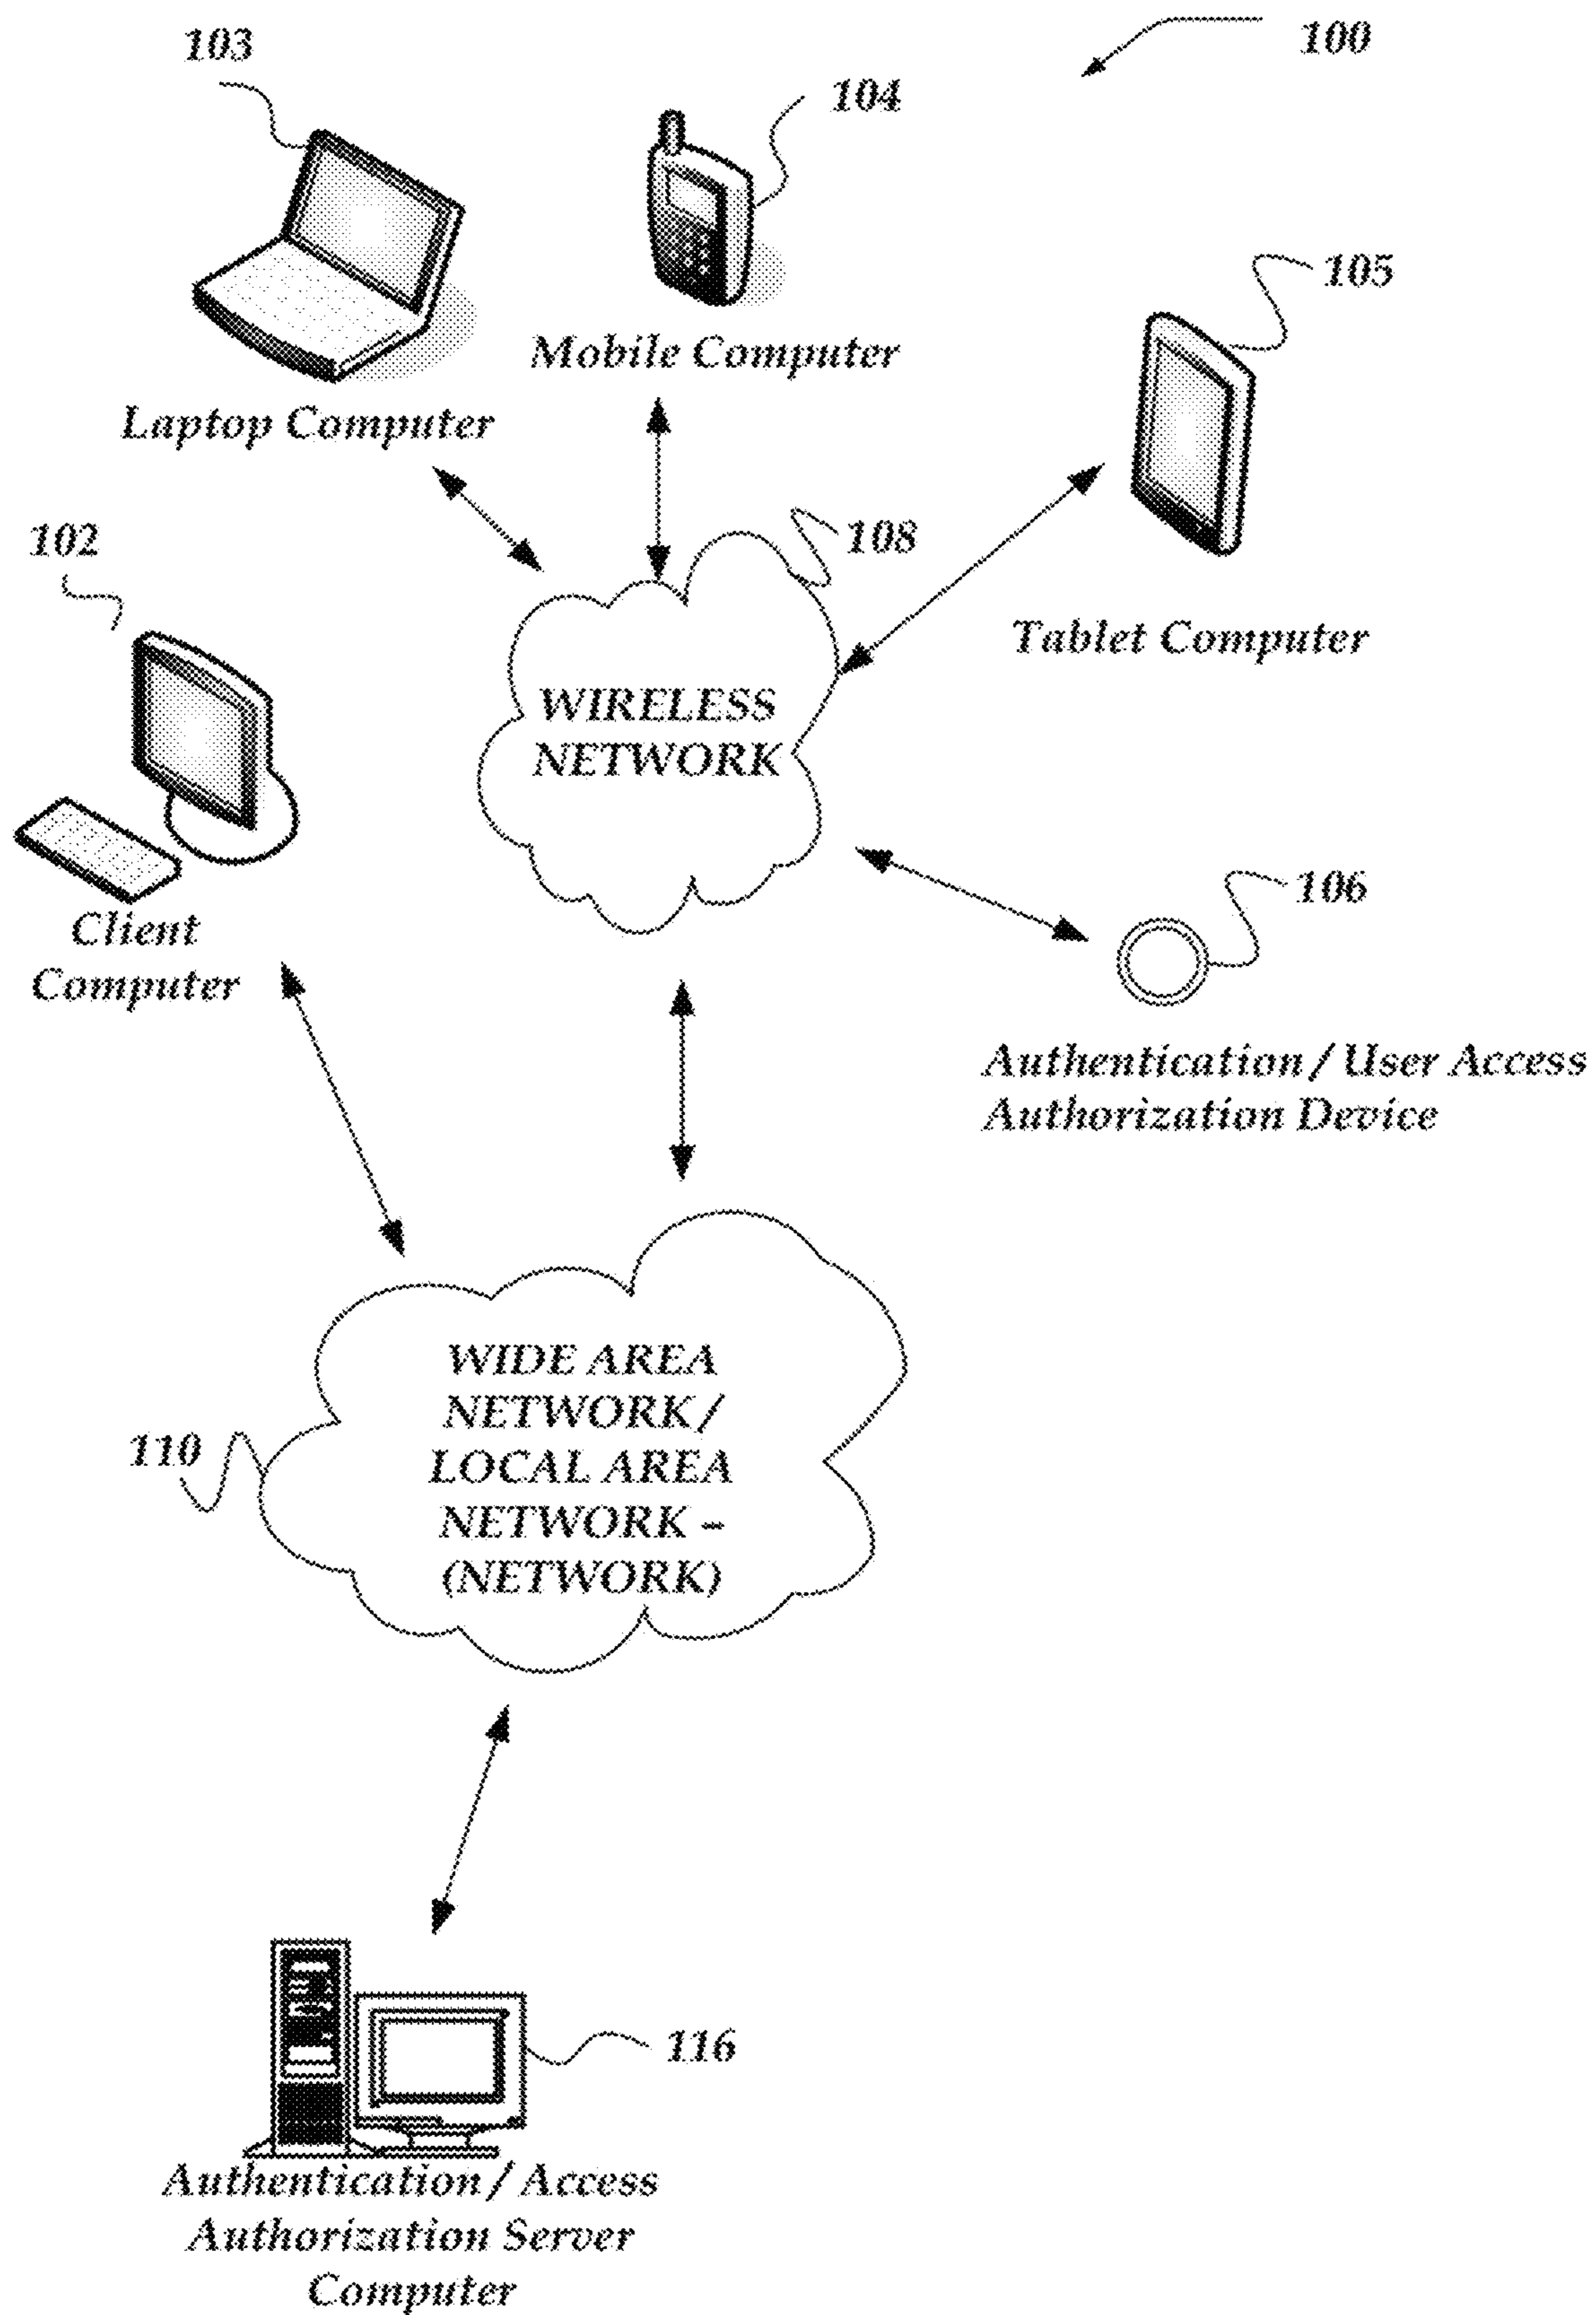 100
103
104
105
Mobile Computer
Laptop Computer
102
108
Tablet Computer
WIRELESS
NETWORK
106
Client
Computer
Authentication / User Access
Authorization Device
WIDE AREA
NETWORK /
LOCAL AREA
NETWORK –
(NETWORK)
110
116
Authentication / Access
Authorization Server
Computer